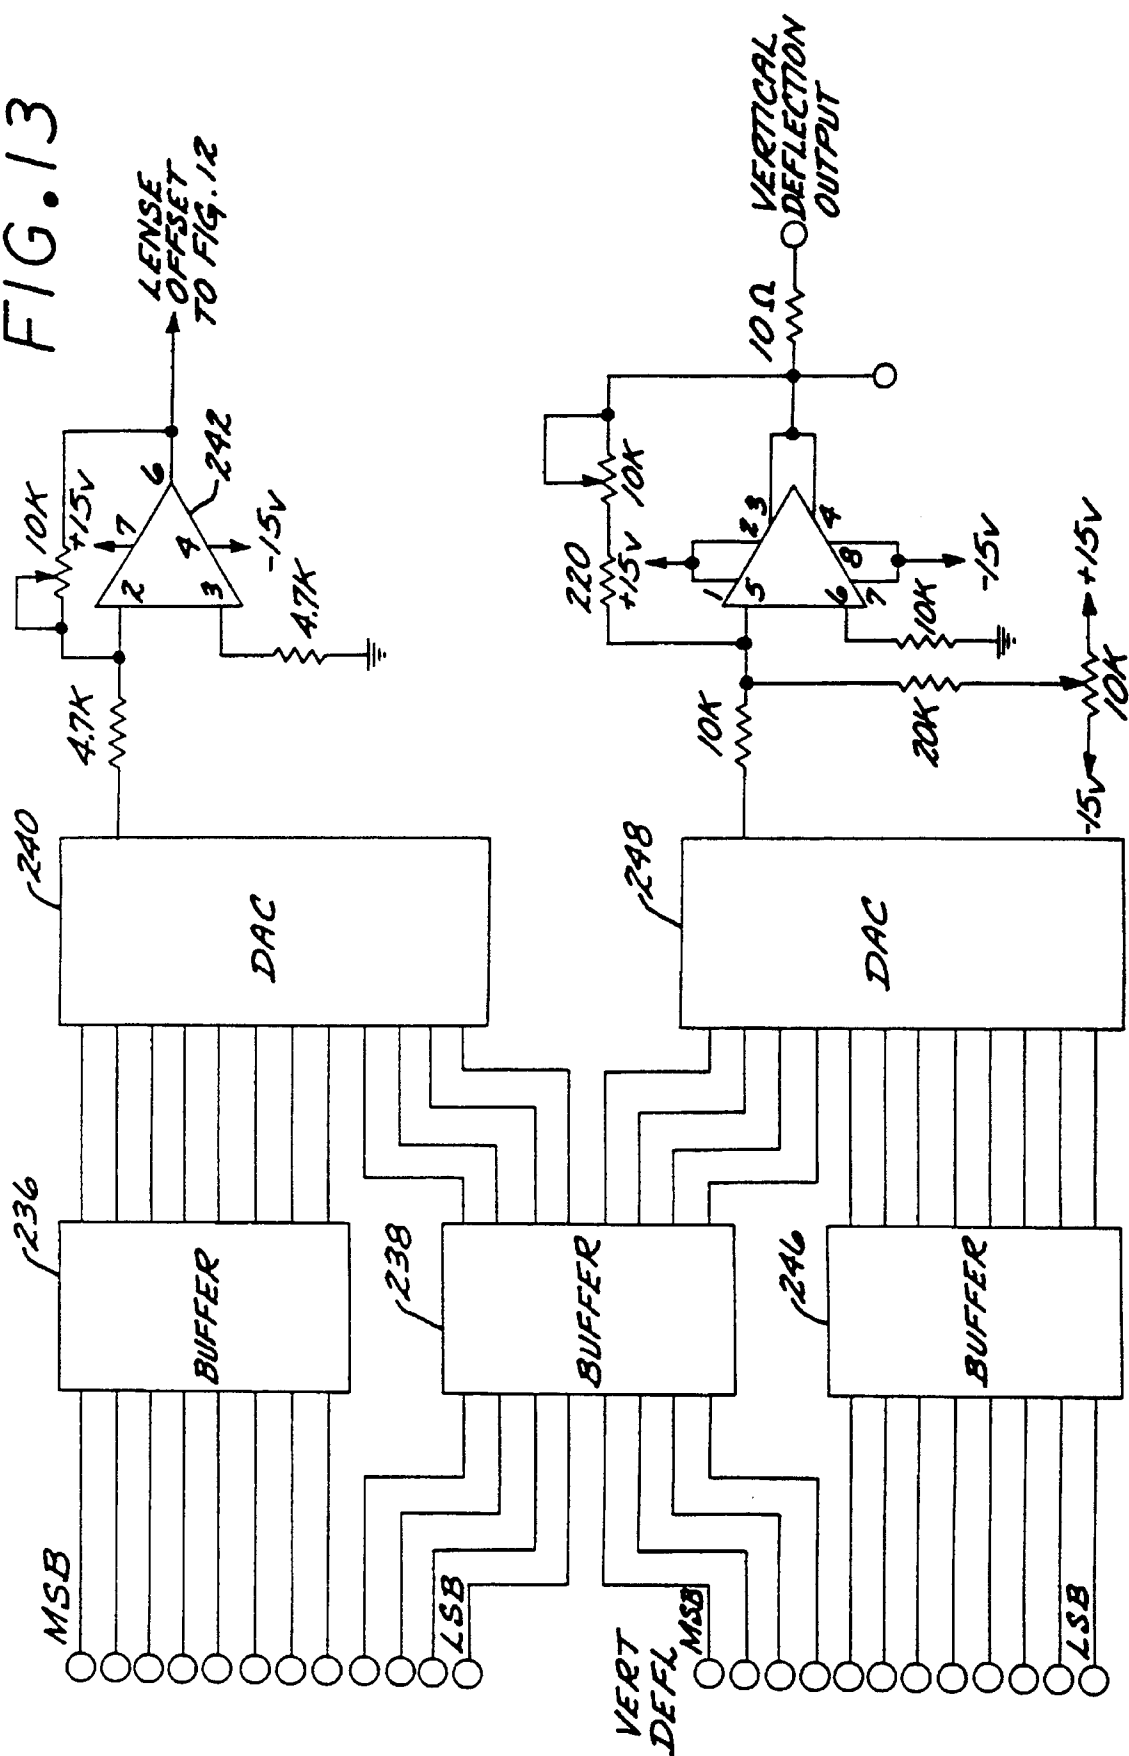 FIG.13
MSB
LSB
BUFFER
236
DAC
240
4.7K
10K
+15V
2
7
6
3
4
242
-15V
4.7K
LENSE
OFFSET
TO FIG. 12
BUFFER
238
VERT
DEFL
MSB
LSB
BUFFER
246
DAC
248
10K
220
10K
+15V
1
2
3
5
4
6
8
7
-15V
10K
20K
-15V
10K
+15V
10Ω
VERTICAL
DEFLECTION
OUTPUT